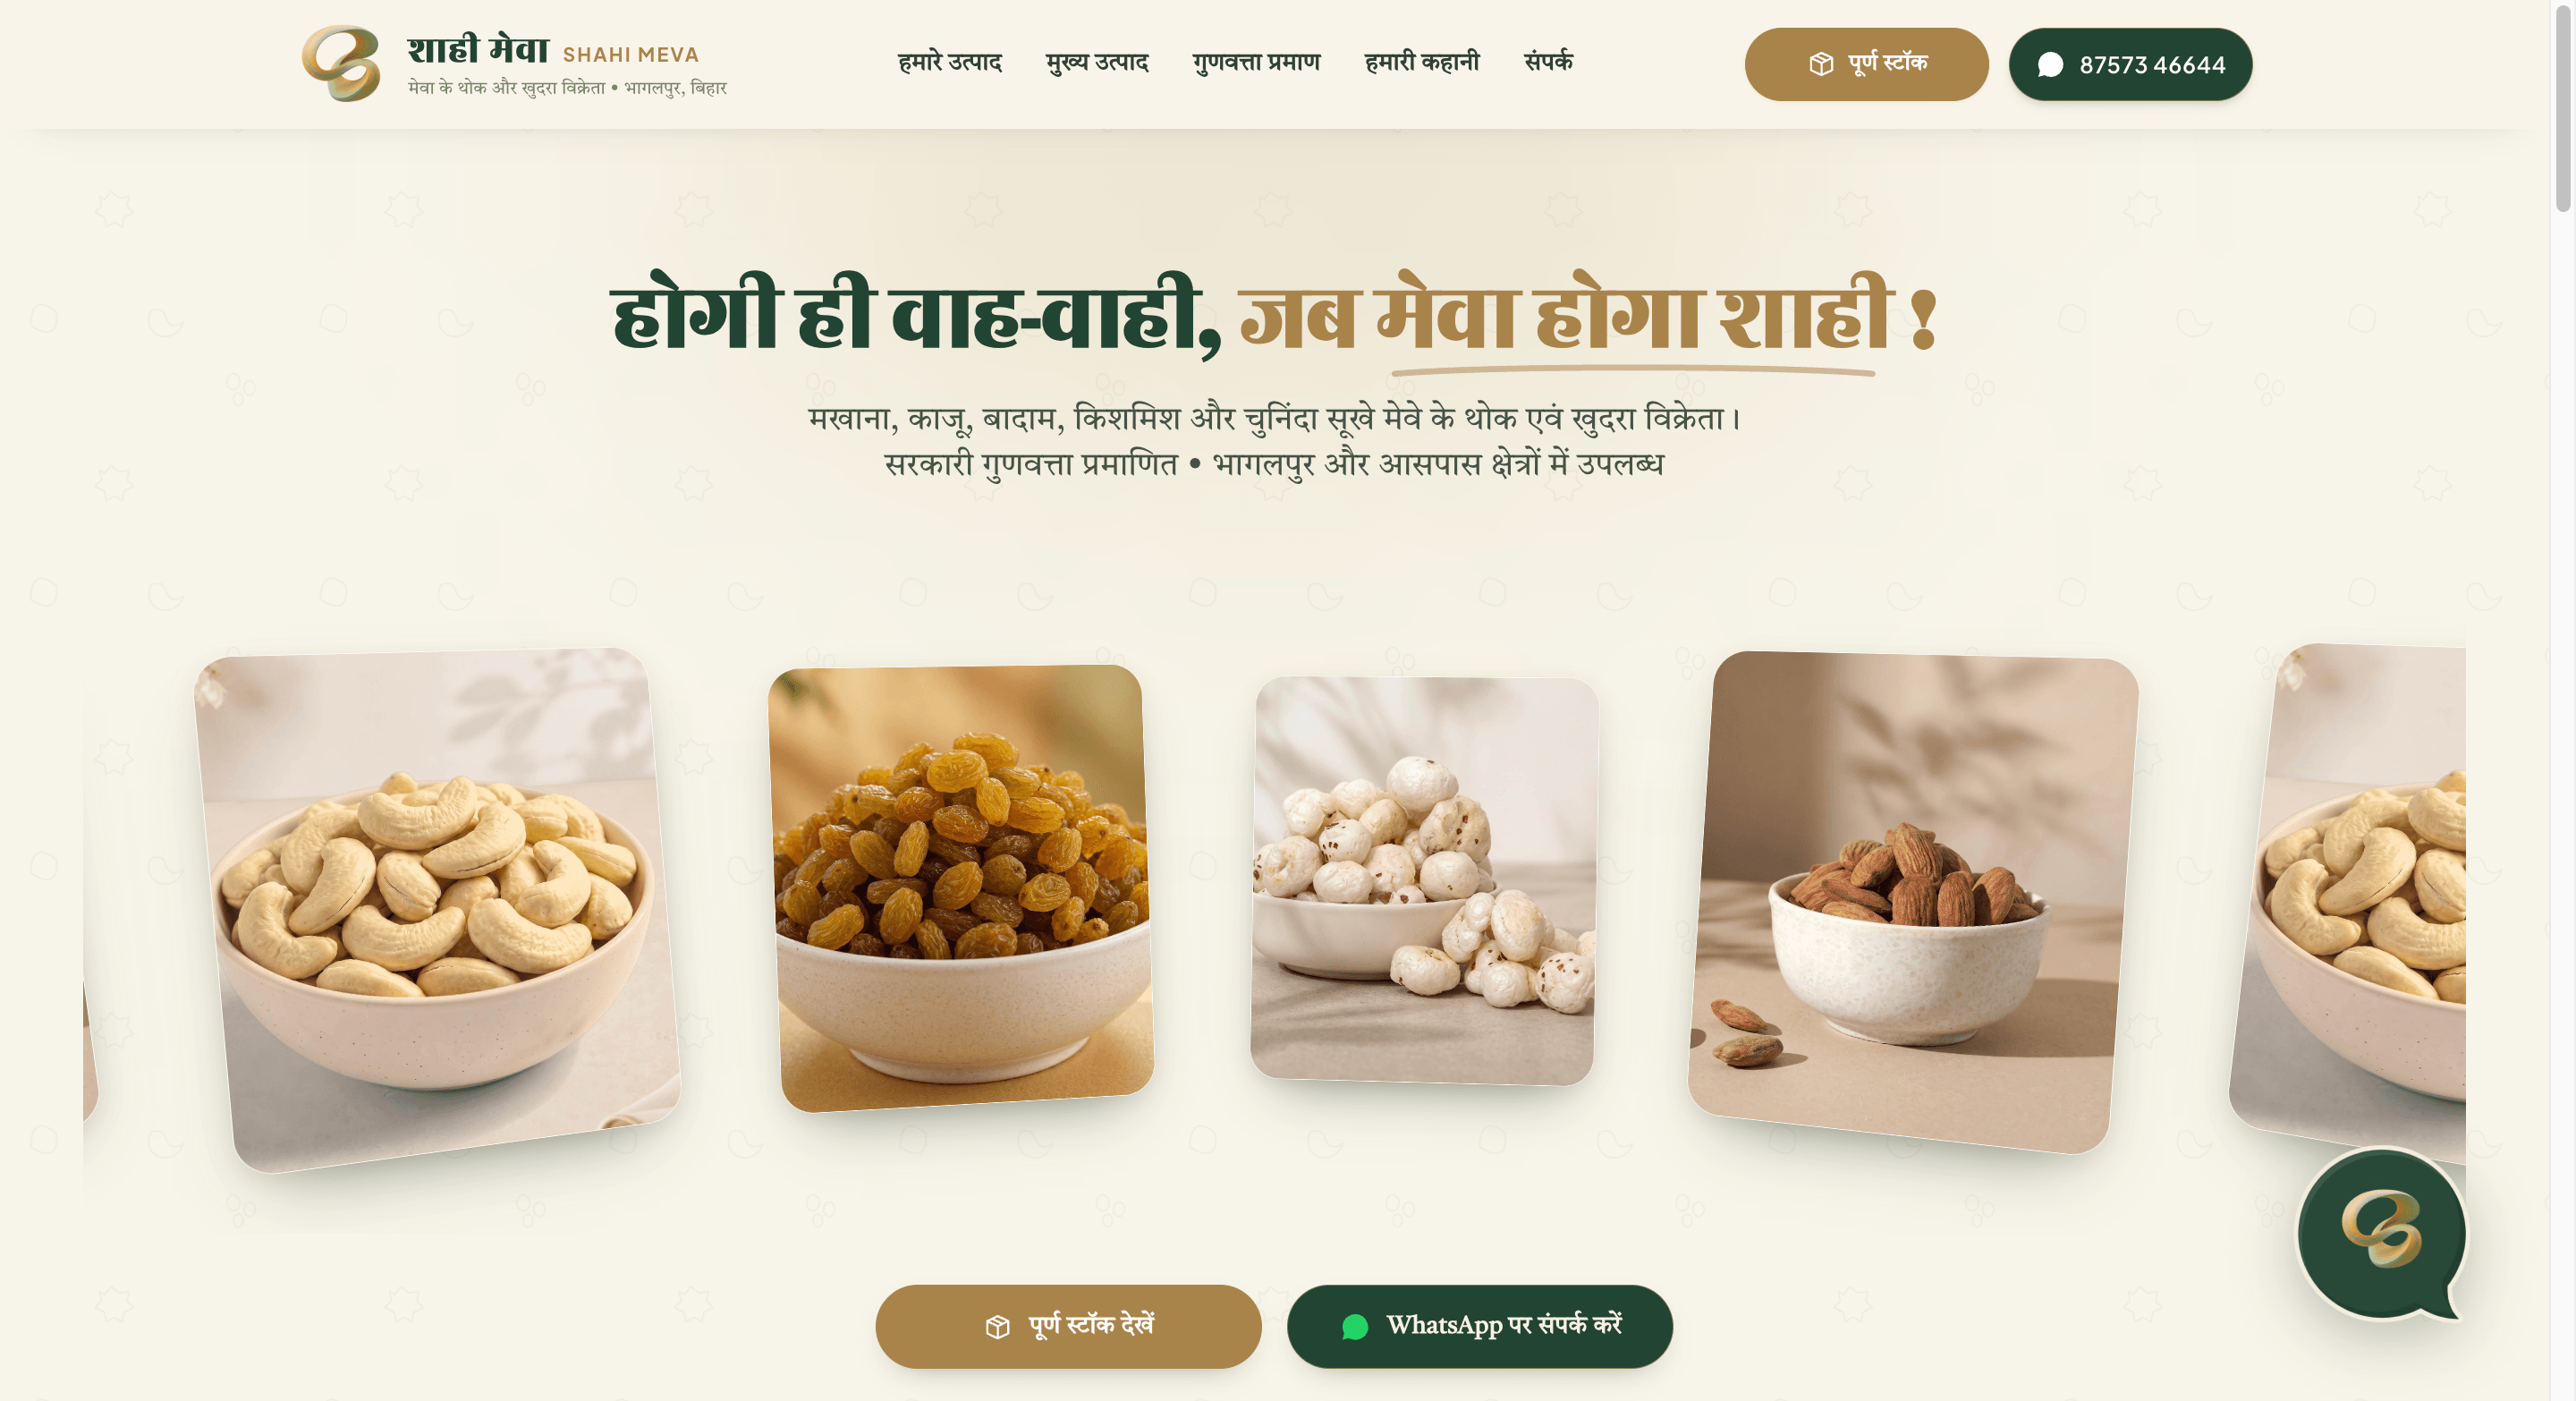 शाही मेवा SHAHI MEVA
मेवा के थोक और खुदरा विक्रेता • भागलपुर, बिहार
हमारे उत्पाद
मुख्य उत्पाद
गुणवत्ता प्रमाण
हमारी कहानी
संपर्क
पूर्ण स्टॉक
87573 46644
होगी ही वाह-वाही, जब मेवा होगा शाही !
मखाना, काजू, बादाम, किशमिश और चुनिंदा सूखे मेवे के थोक एवं खुदरा विक्रेता।
सरकारी गुणवत्ता प्रमाणित • भागलपुर और आसपास क्षेत्रों में उपलब्ध
पूर्ण स्टॉक देखें
WhatsApp पर संपर्क करें